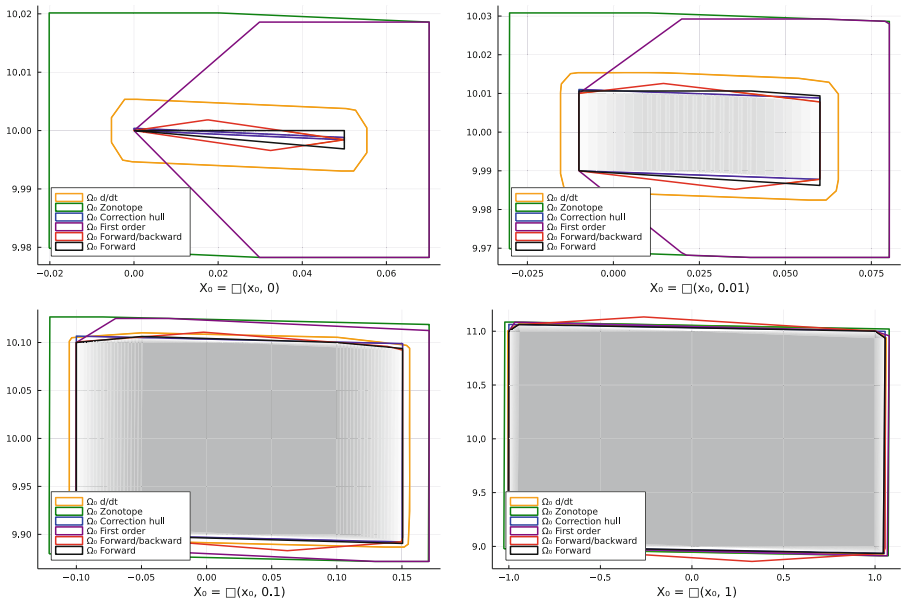 10.02
10.01
10.00
9.99
9.98
Ω₀ d/dt
Ω₀ Zonotope
Ω₀ Correction hull
Ω₀ First order
Ω₀ Forward/backward
Ω₀ Forward
−0.02 0.00 0.02 0.04 0.06
X₀ = □(x₀, 0)
10.03
10.02
10.01
10.00
9.99
9.98
9.97
Ω₀ d/dt
Ω₀ Zonotope
Ω₀ Correction hull
Ω₀ First order
Ω₀ Forward/backward
Ω₀ Forward
−0.025 0.000 0.025 0.050 0.075
X₀ = □(x₀, 0.01)
10.10
10.05
10.00
9.95
9.90
Ω₀ d/dt
Ω₀ Zonotope
Ω₀ Correction hull
Ω₀ First order
Ω₀ Forward/backward
Ω₀ Forward
−0.10 −0.05 0.00 0.05 0.10 0.15
X₀ = □(x₀, 0.1)
11.0
10.5
10.0
9.5
9.0
Ω₀ d/dt
Ω₀ Zonotope
Ω₀ Correction hull
Ω₀ First order
Ω₀ Forward/backward
Ω₀ Forward
−1.0 −0.5 0.0 0.5 1.0
X₀ = □(x₀, 1)